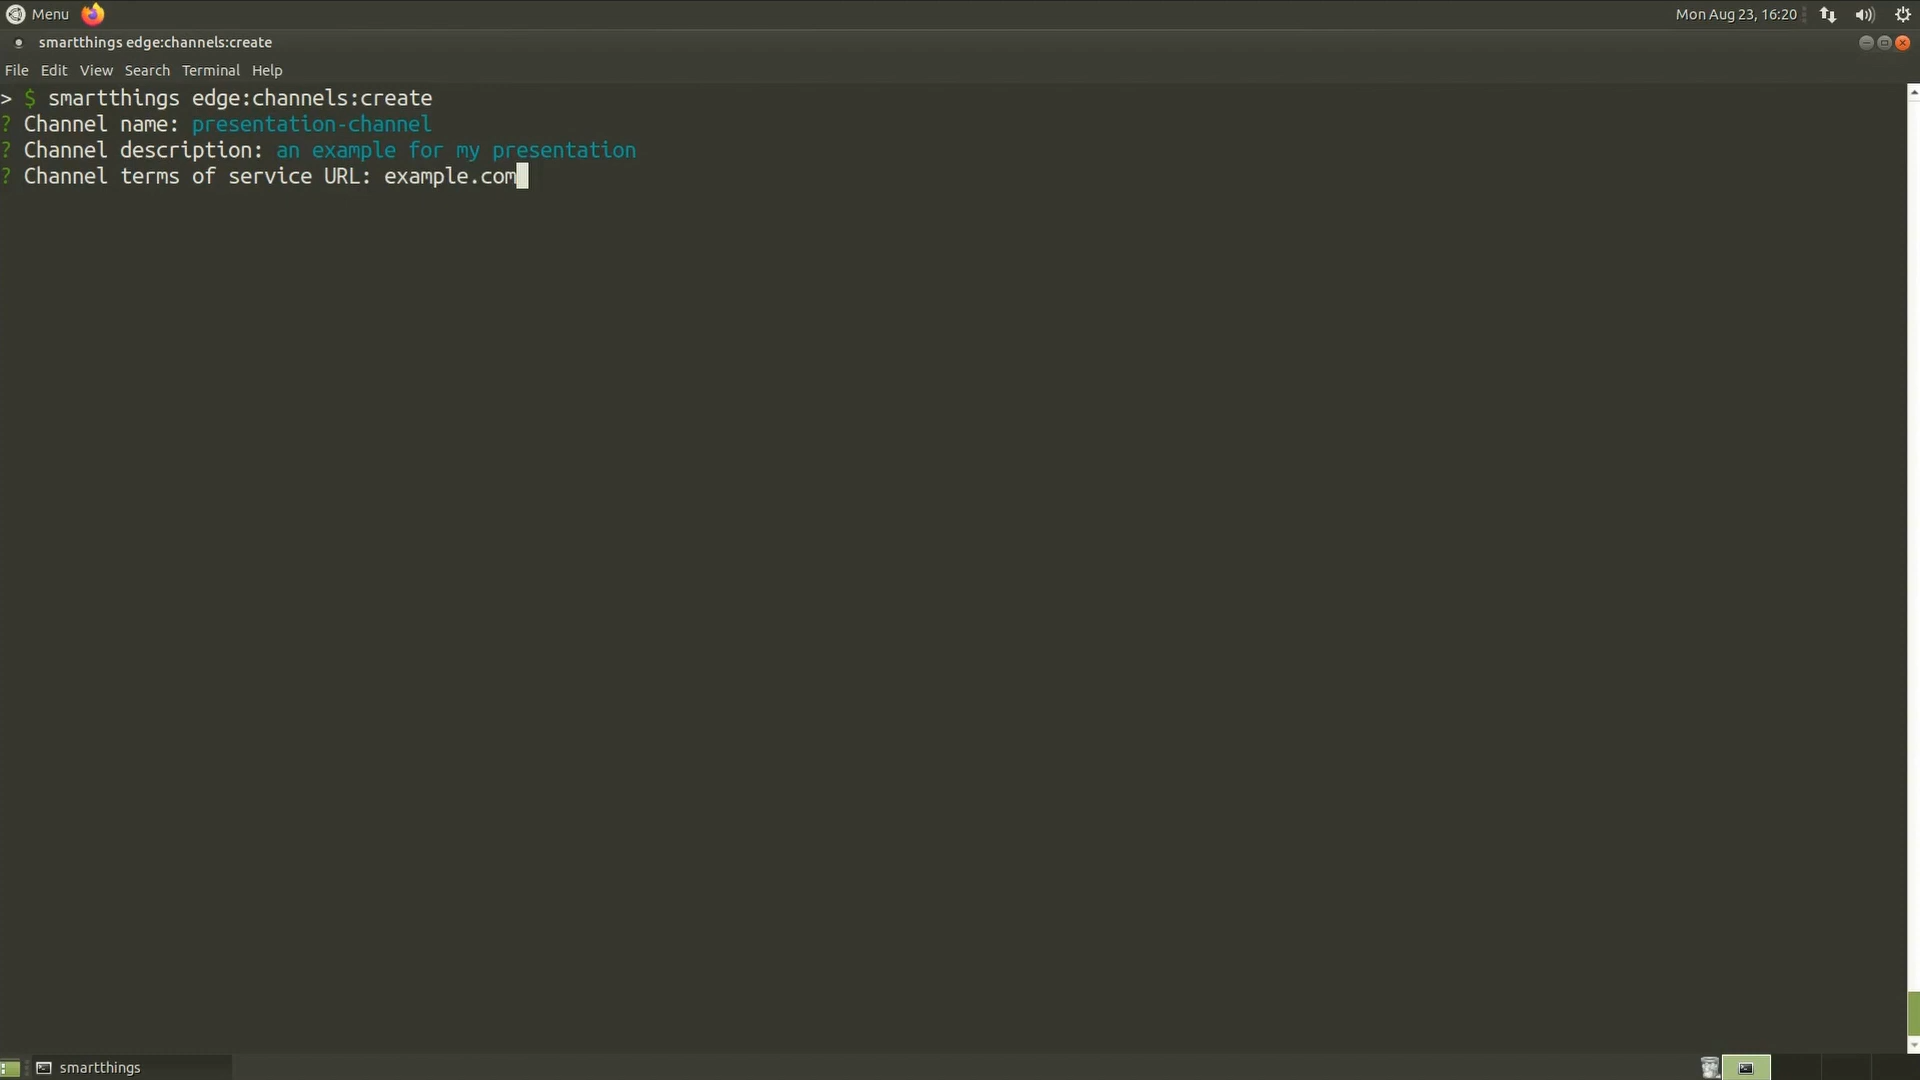 Menu
Mon Aug 23, 16:20
smartthings edge:channels:create
File Edit View Search Terminal Help
> $ smartthings edge:channels:create
? Channel name: presentation-channel
? Channel description: an example for my presentation
? Channel terms of service URL: example.com
smartthings